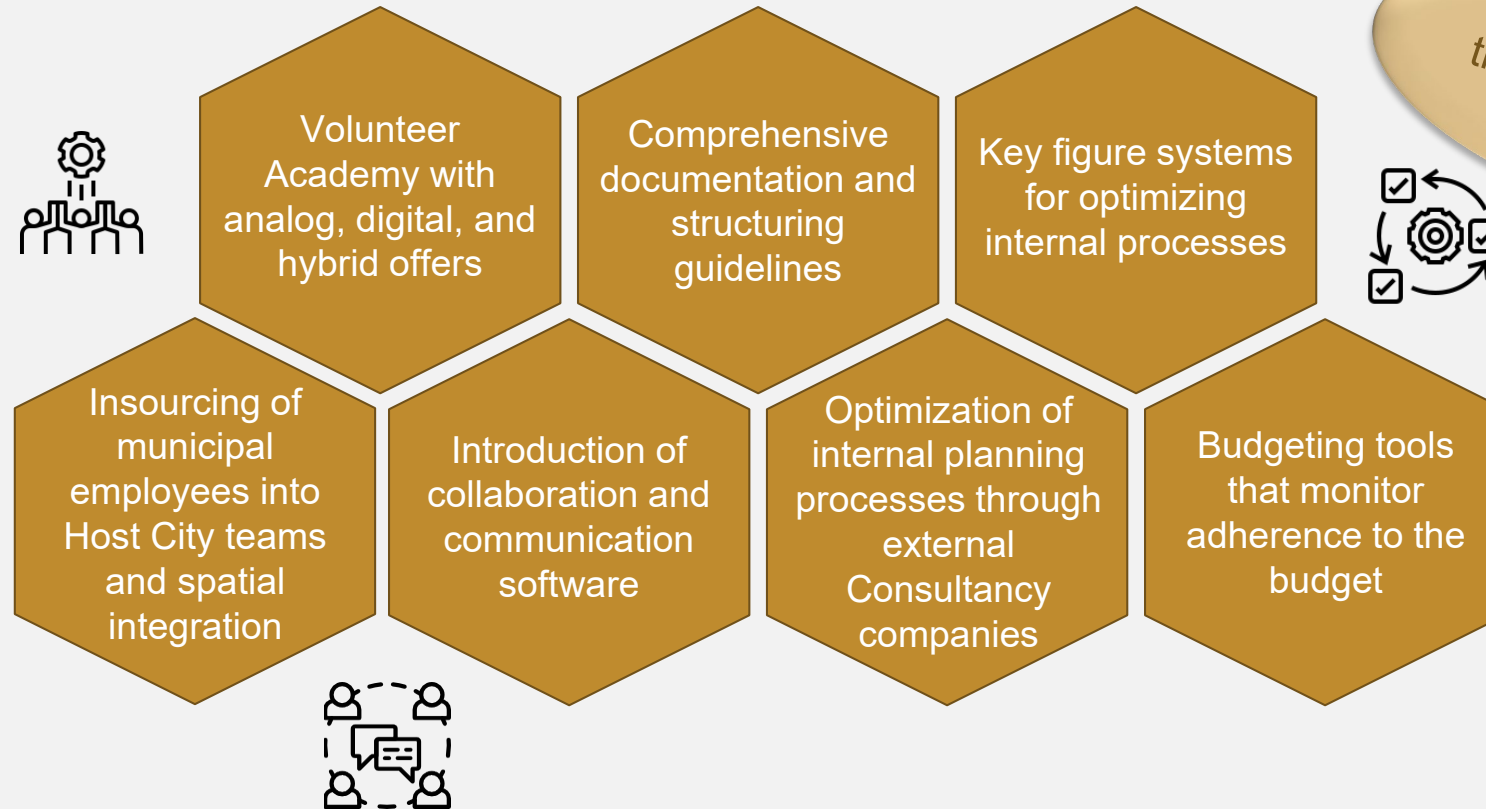 Volunteer
Academy with
analog, digital, and
hybrid offers
Comprehensive
documentation and
structuring
guidelines
Key figure systems
for optimizing
internal processes
Insourcing of
municipal
employees into
Host City teams
and spatial
integration
Introduction of
collaboration and
communication
software
Optimization of
internal planning
processes through
external
Consultancy
companies
Budgeting tools
that monitor
adherence to the
budget